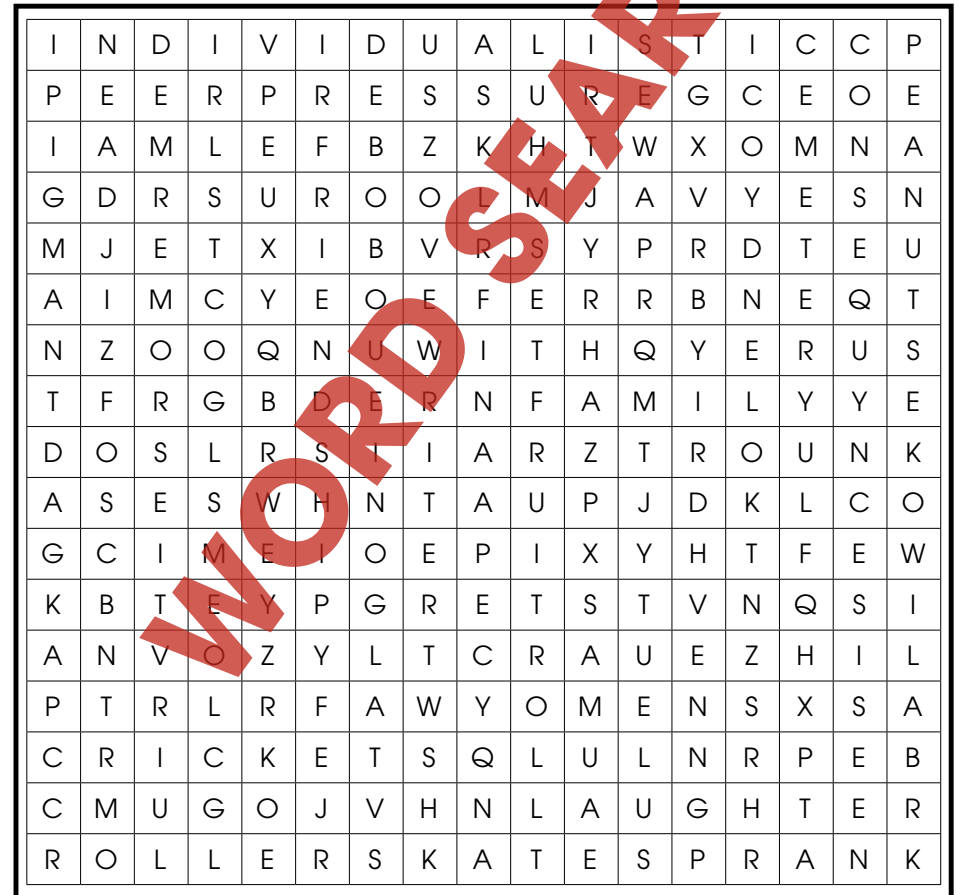 I N D I V I D U A L I S T I C C P
P E E R P R E S S U R E G C E O E
I A M L E F B Z K H T W X O M N A
G D R S U R O O L M J A V Y E S N
M J E T X I B V R S Y P R D T E U
A I M C Y E O E F E R R B N E Q T
N Z O O Q N U W I T H Q Y E R U S
T F R G B D E R N F A M I L Y Y E
D O S L R S I I A R Z T R O U N K
A S E S W H N T A U P J D K L C O
G C I M E I O E P I X Y H T F E W
K B T E Y P G R E T S T V N Q S I
A N V O Z Y L T C R A U E Z H I L
P T R L R F A W Y O M E N S X S A
C R I C K E T S Q L U L N R P E B
C M U G O J V H N L A U G H T E R
R O L L E R S K A T E S P R A N K
WORD SEAR